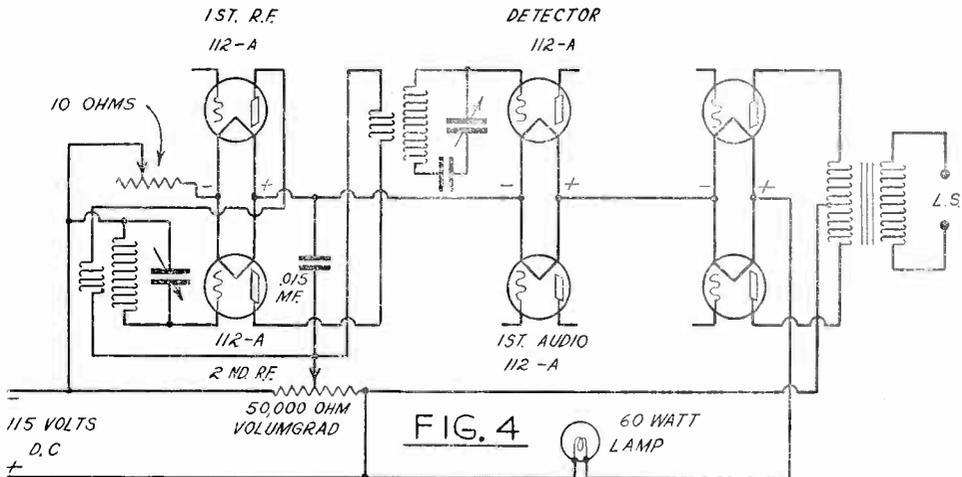 1ST. R.F.
112-A
DETECTOR
112-A
10 OHMS
- +
- +
- +
L.S.
.015
MF.
112-A
2 ND. R.F.
1ST. AUDIO
112-A
-
115 VOLTS
D.C
+
50,000 OHM
VOLUMGRAD
FIG. 4
60 WATT
LAMP